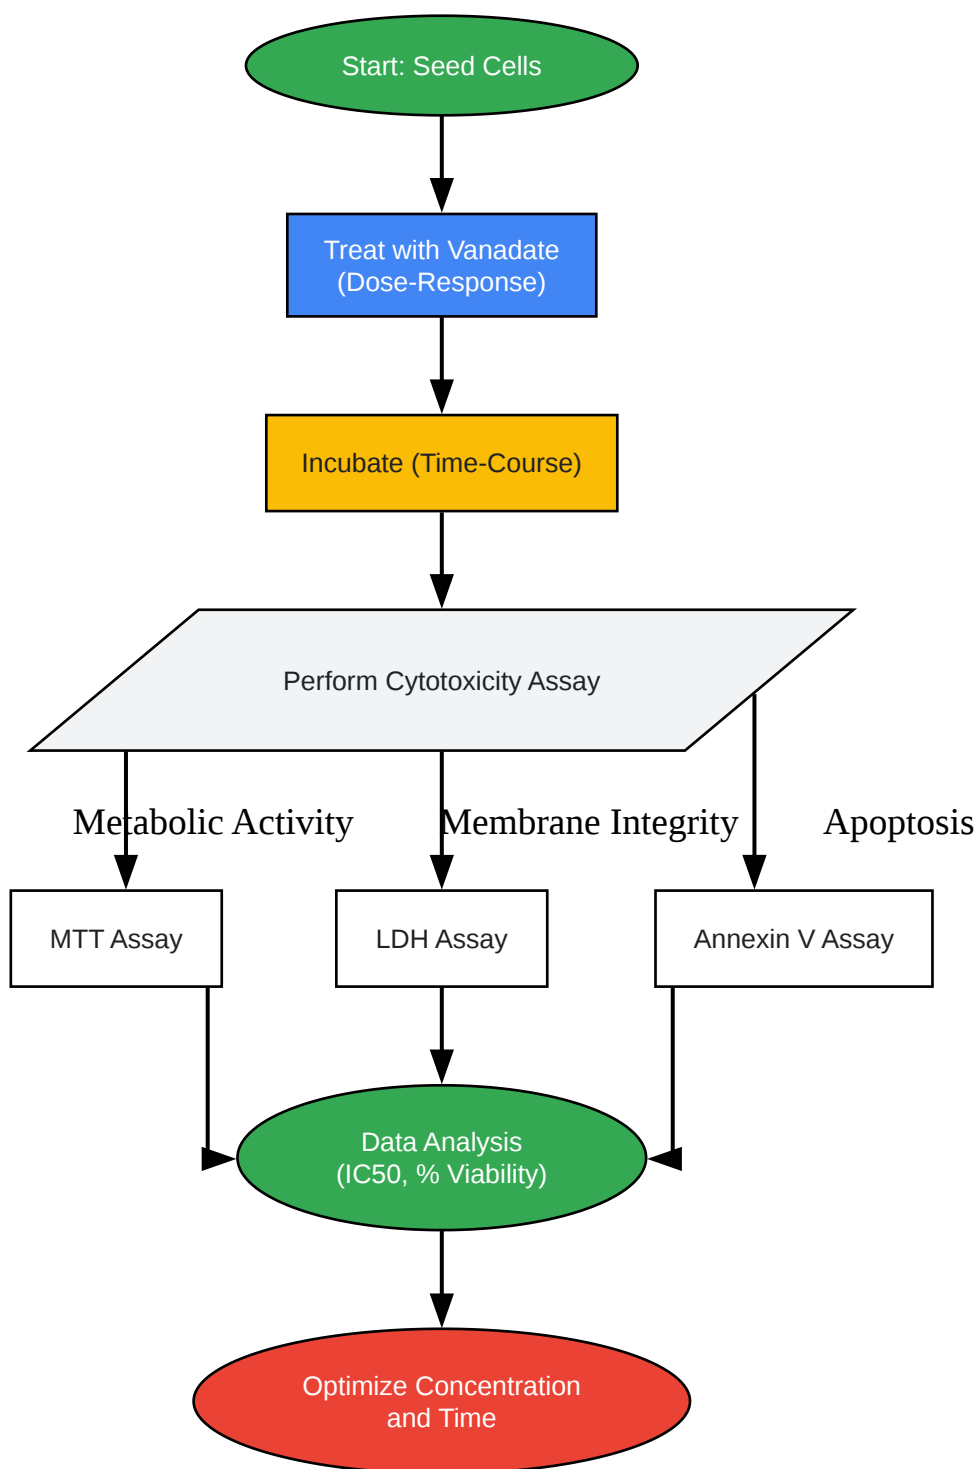 Start: Seed Cells
Treat with Vanadate
(Dose-Response)
Incubate (Time-Course)
Perform Cytotoxicity Assay
Metabolic Activity
Membrane Integrity
Apoptosis
MTT Assay
LDH Assay
Annexin V Assay
Data Analysis
(IC50, % Viability)
Optimize Concentration
and Time